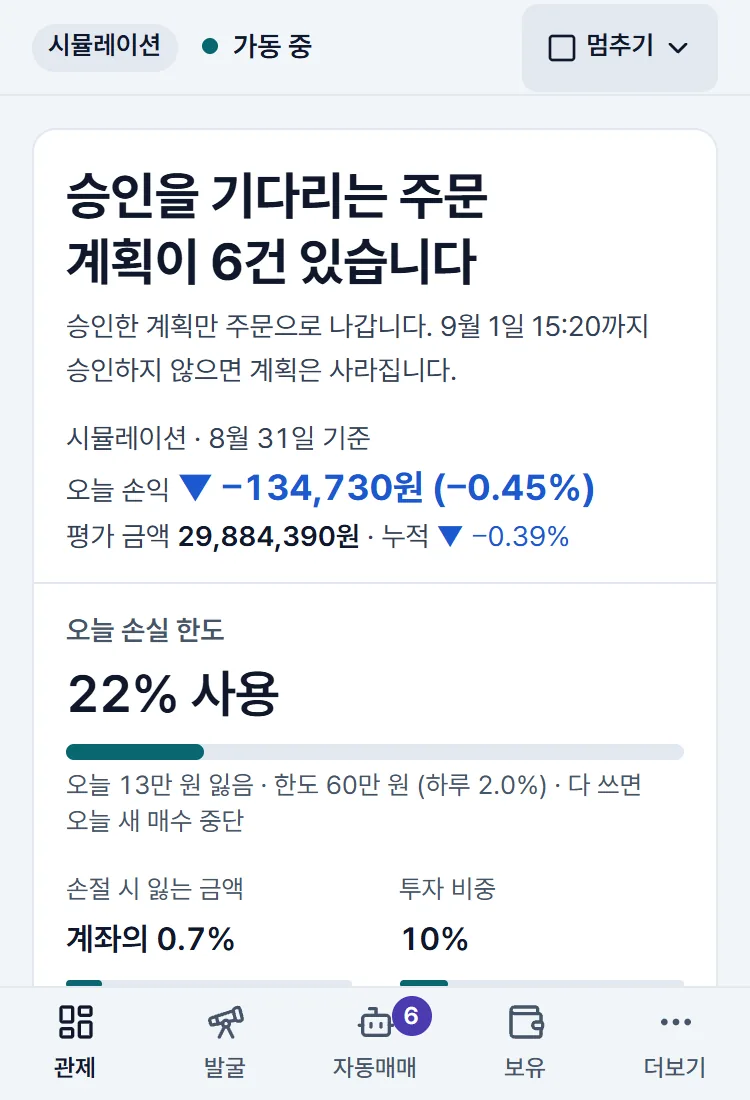 시뮬레이션
가동 중
멈추기
승인을 기다리는 주문
계획이 6건 있습니다
승인한 계획만 주문으로 나갑니다. 9월 1일 15:20까지
승인하지 않으면 계획은 사라집니다.
시뮬레이션 · 8월 31일 기준
오늘 손익 ▼ −134,730원 (−0.45%)
평가 금액 29,884,390원 · 누적 ▼ −0.39%
오늘 손실 한도
22% 사용
오늘 13만 원 잃음 · 한도 60만 원 (하루 2.0%) · 다 쓰면
오늘 새 매수 중단
손절 시 잃는 금액
계좌의 0.7%
투자 비중
10%
관제
발굴
6
자동매매
보유
더보기